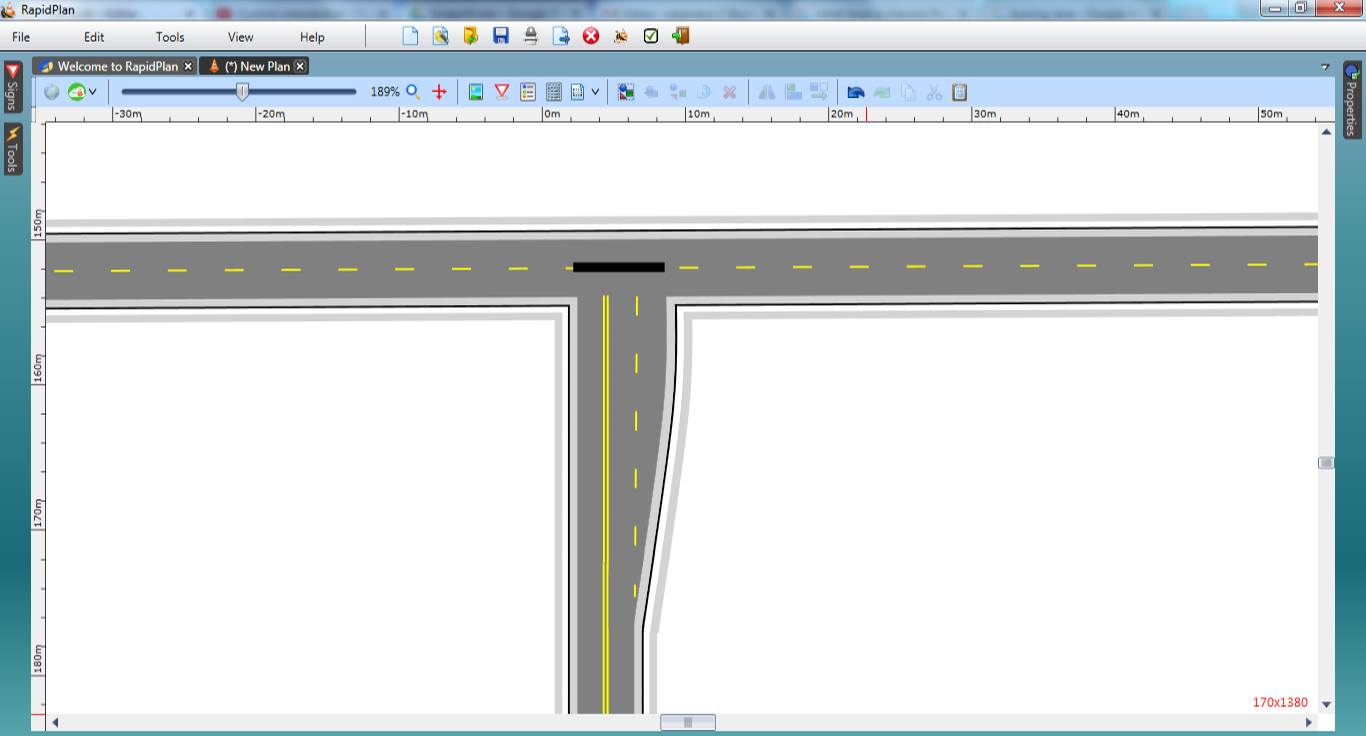 RapidPlan
File Edit Tools View Help
Welcome to RapidPlan (*) New Plan
189%
-30m -20m -10m 0m 10m 20m 30m 40m 50m
Signs
Tools
Properties
150m
160m
170m
180m
170x1380